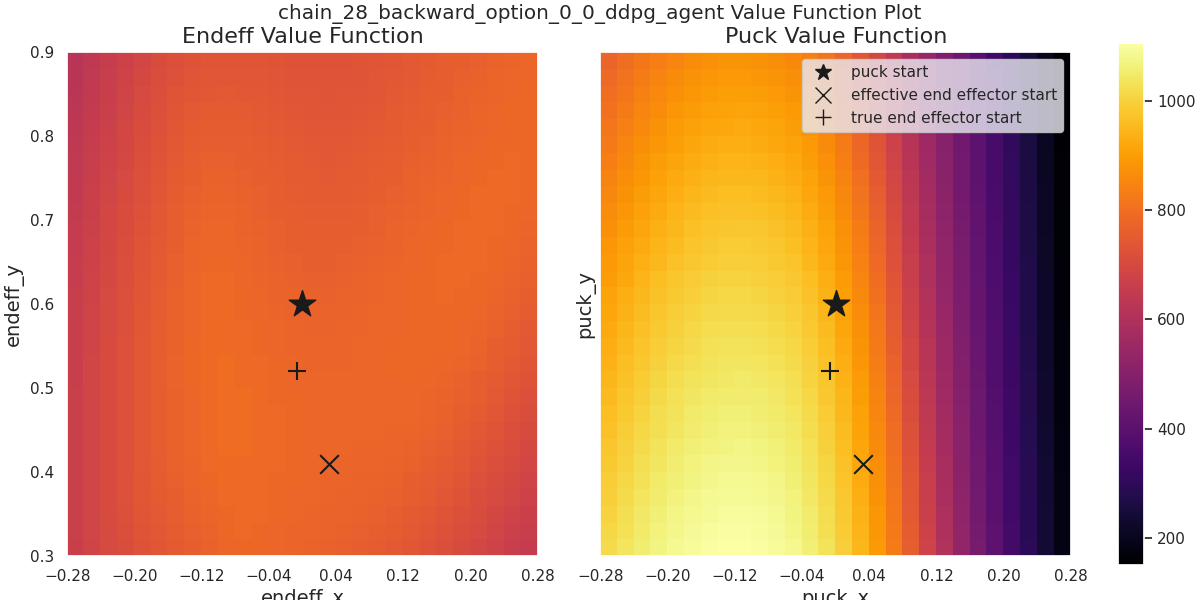 chain_28_backward_option_0_0_ddpg_agent Value Function Plot
Endeff Value Function
Puck Value Function
puck start
effective end effector start
true end effector start
0.9
0.8
0.7
0.6
0.5
0.4
0.3
endeff_y
puck_y
−0.28 −0.20 −0.12 −0.04 0.04 0.12 0.20 0.28
−0.28 −0.20 −0.12 −0.04 0.04 0.12 0.20 0.28
endeff_x
puck_x
1000
800
600
400
200